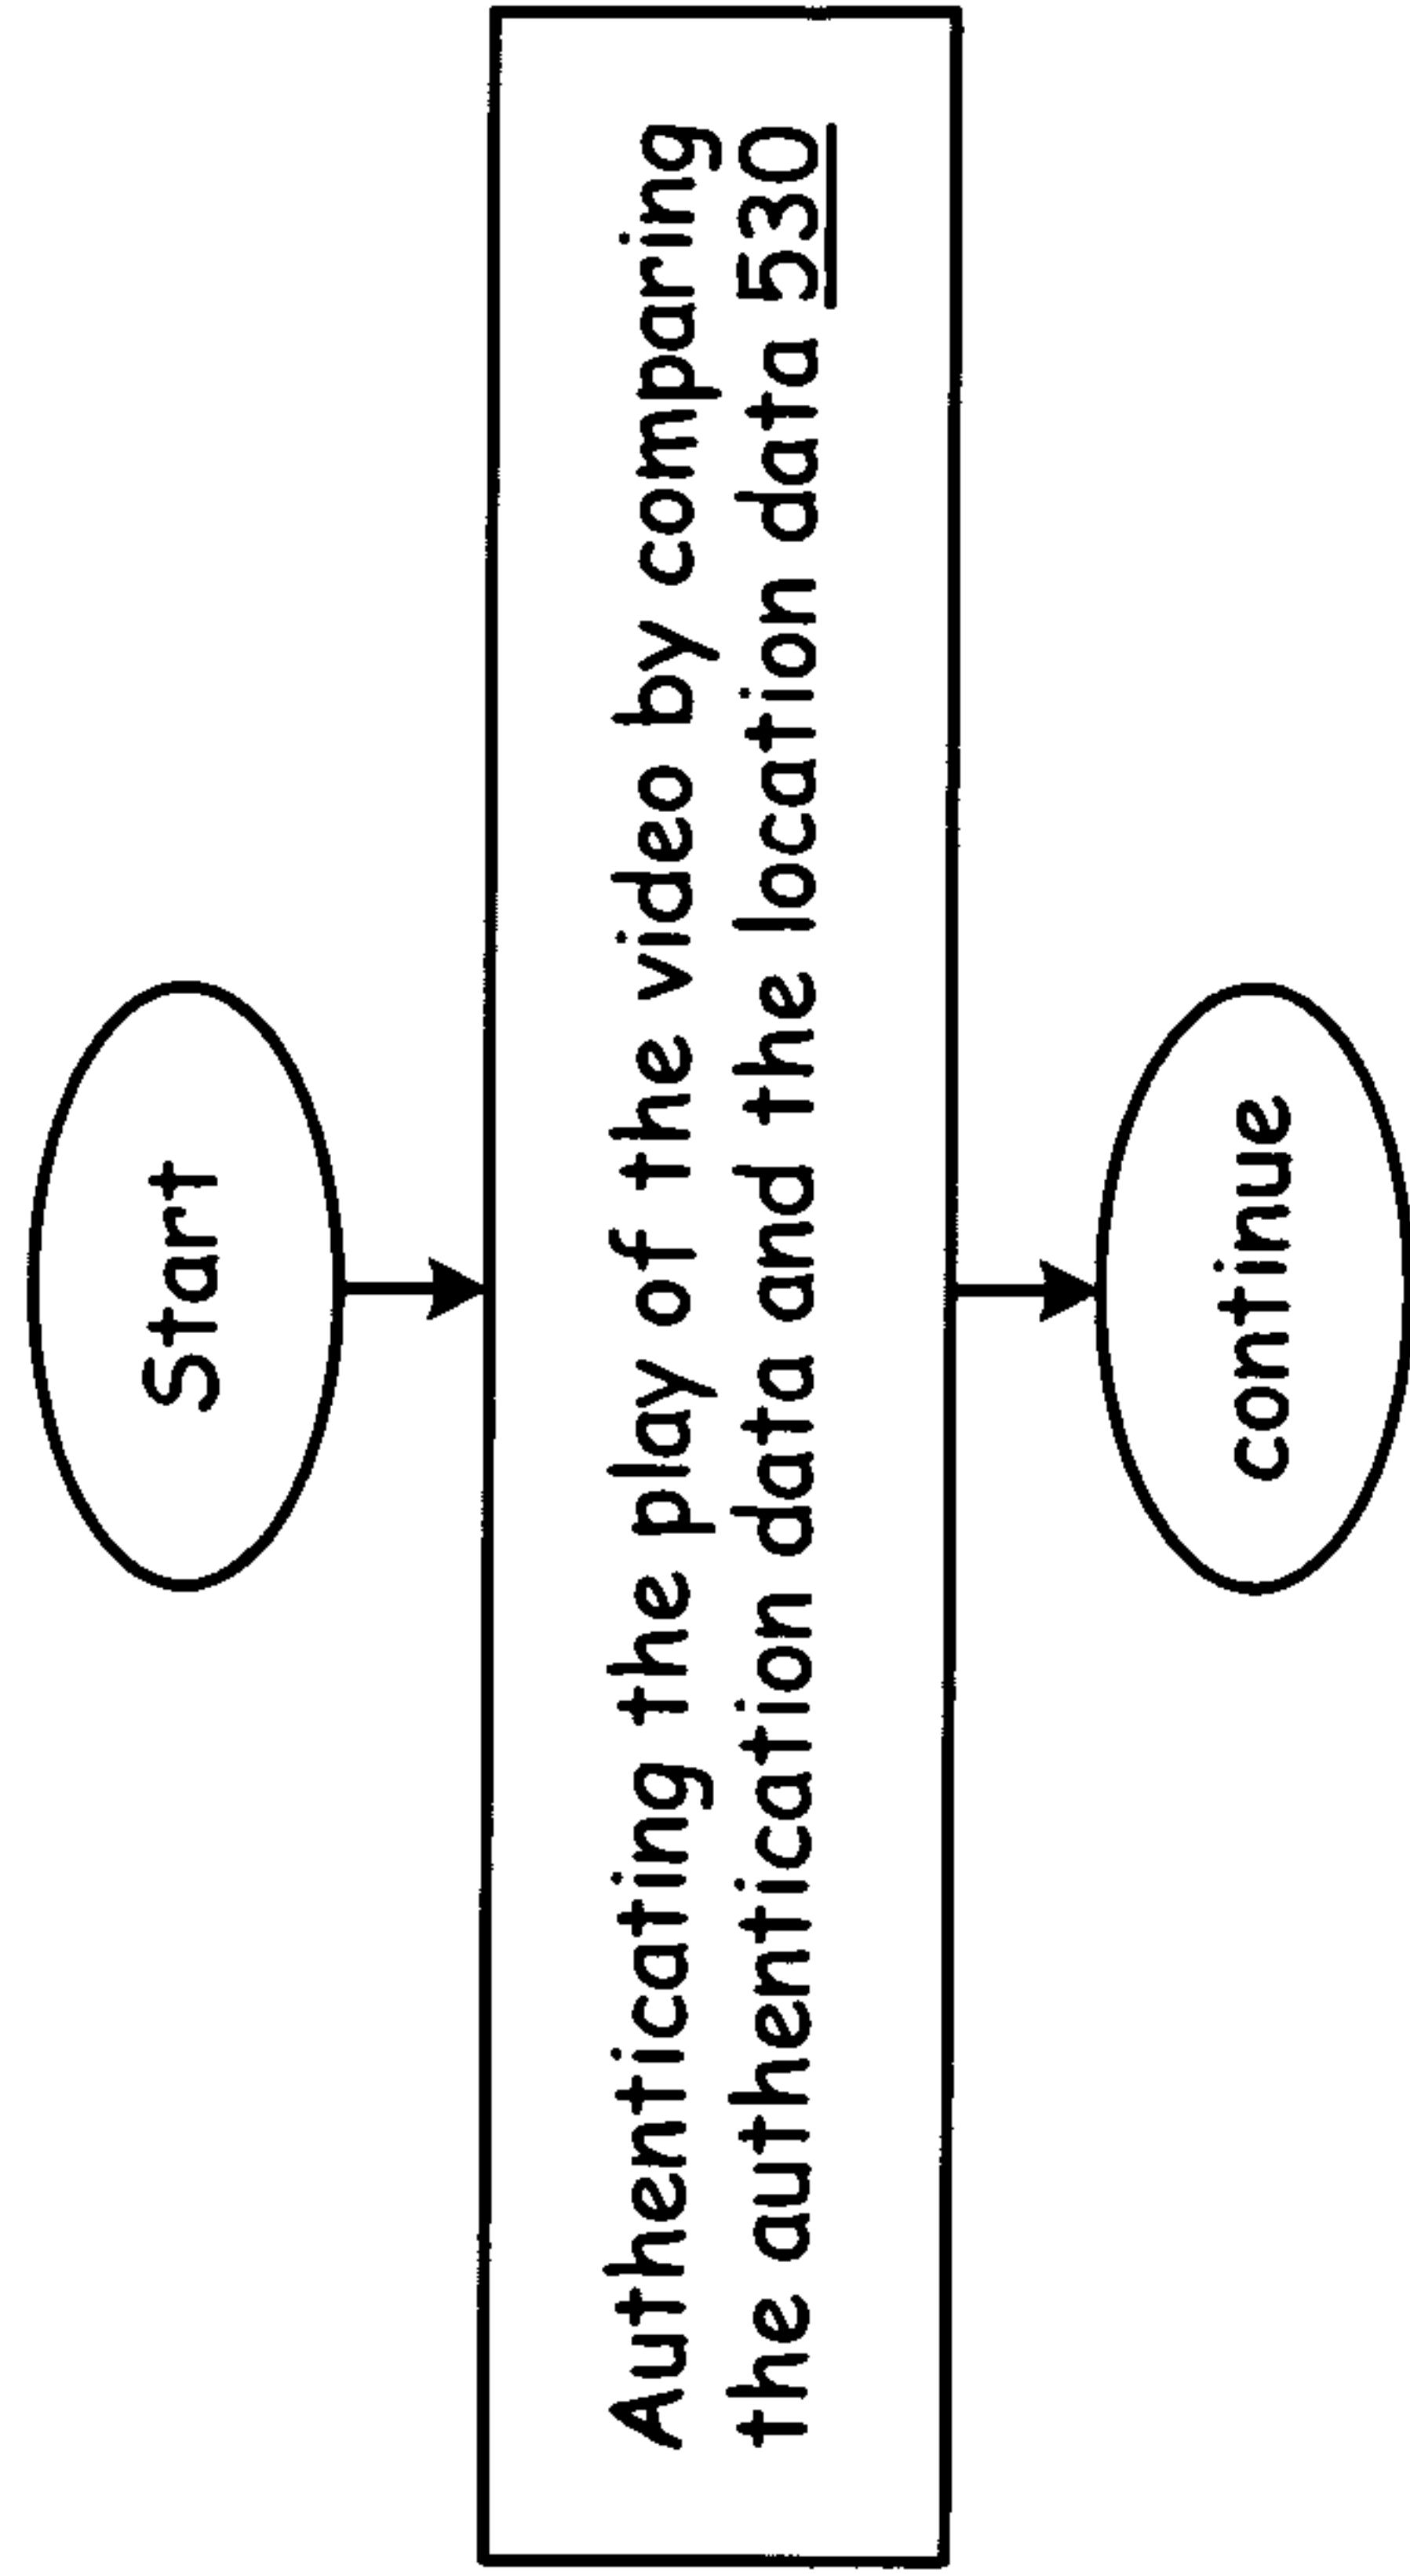 Start
Authenticating the play of the video by comparing
the authentication data and the location data 530
continue